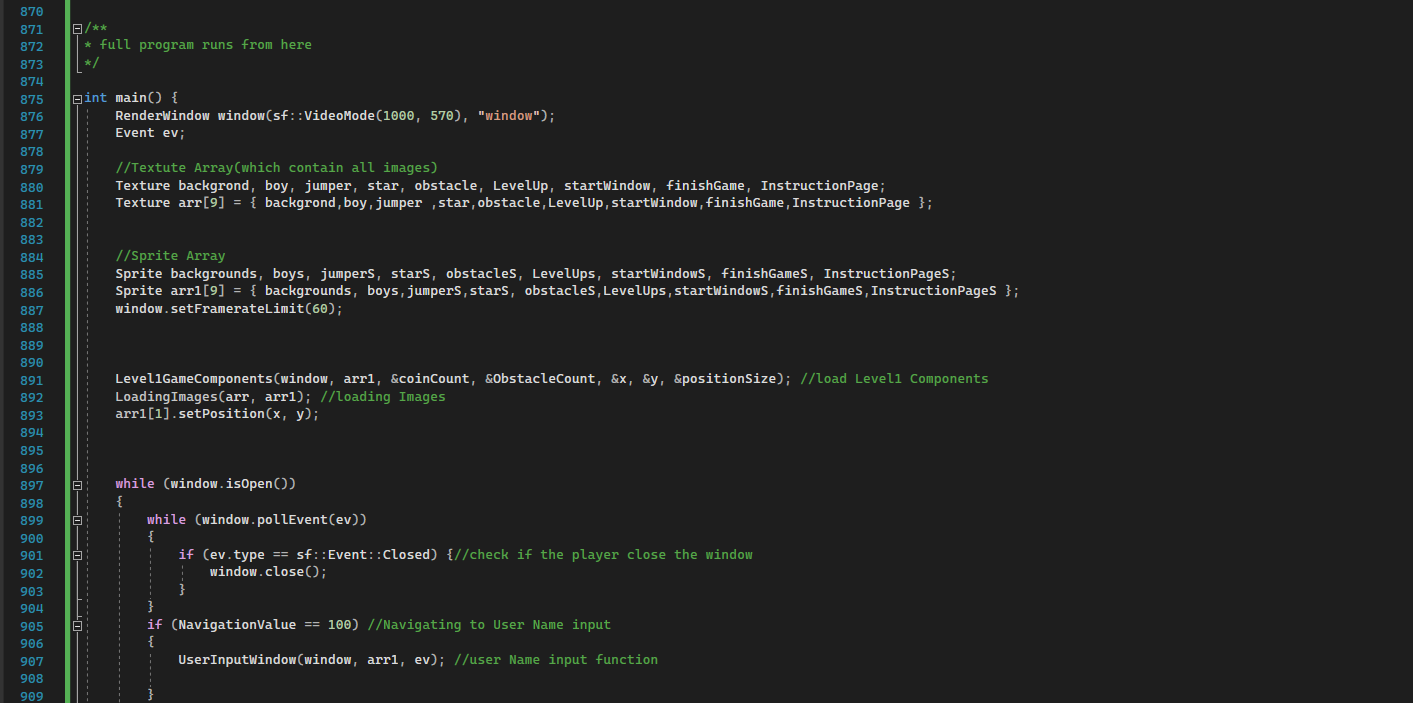 870
871 /**
872 * full program runs from here
873 */
874
875 int main() {
876 RenderWindow window(sf::VideoMode(1000, 570), "window");
877 Event ev;
878
879 //Textute Array(which contain all images)
880 Texture backgrond, boy, jumper, star, obstacle, LevelUp, startWindow, finishGame, InstructionPage;
881 Texture arr[9] = { backgrond,boy,jumper ,star,obstacle,LevelUp,startWindow,finishGame,InstructionPage };
882
883
884 //Sprite Array
885 Sprite backgrounds, boys, jumperS, starS, obstacleS, LevelUps, startWindowS, finishGameS, InstructionPageS;
886 Sprite arr1[9] = { backgrounds, boys,jumperS,starS, obstacleS,LevelUps,startWindowS,finishGameS,InstructionPageS };
887 window.setFramerateLimit(60);
888
889
890
891 Level1GameComponents(window, arr1, &coinCount, &ObstacleCount, &x, &y, &positionSize); //load Level1 Components
892 LoadingImages(arr, arr1); //loading Images
893 arr1[1].setPosition(x, y);
894
895
896
897 while (window.isOpen())
898 {
899 while (window.pollEvent(ev))
900 {
901 if (ev.type == sf::Event::Closed) {//check if the player close the window
902 window.close();
903 }
904 }
905 if (NavigationValue == 100) //Navigating to User Name input
906 {
907 UserInputWindow(window, arr1, ev); //user Name input function
908
909 }